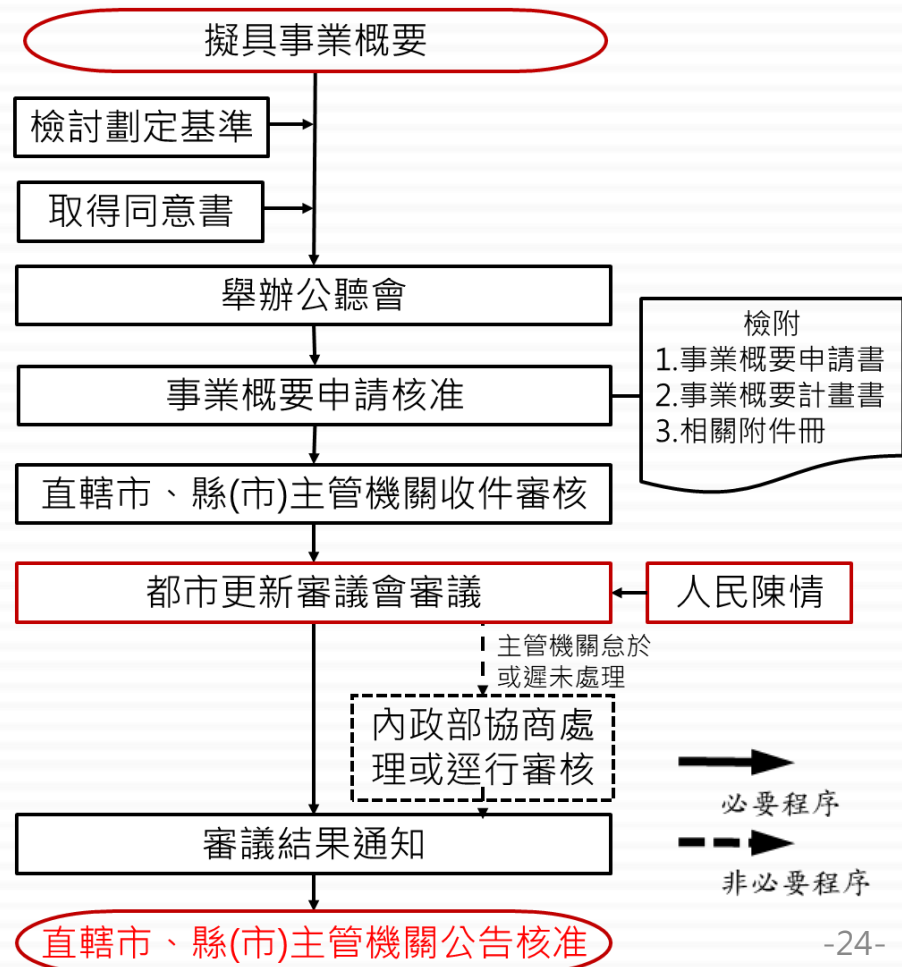 擬具事業概要
檢討劃定基準
取得同意書
舉辦公聽會
檢附
1.事業概要申請書
2.事業概要計畫書
3.相關附件冊
事業概要申請核准
直轄市、縣(市)主管機關收件審核
都市更新審議會審議
人民陳情
主管機關怠於
或遲未處理
內政部協商處
理或逕行審核
必要程序
審議結果通知
非必要程序
直轄市、縣(市)主管機關公告核准
-24-